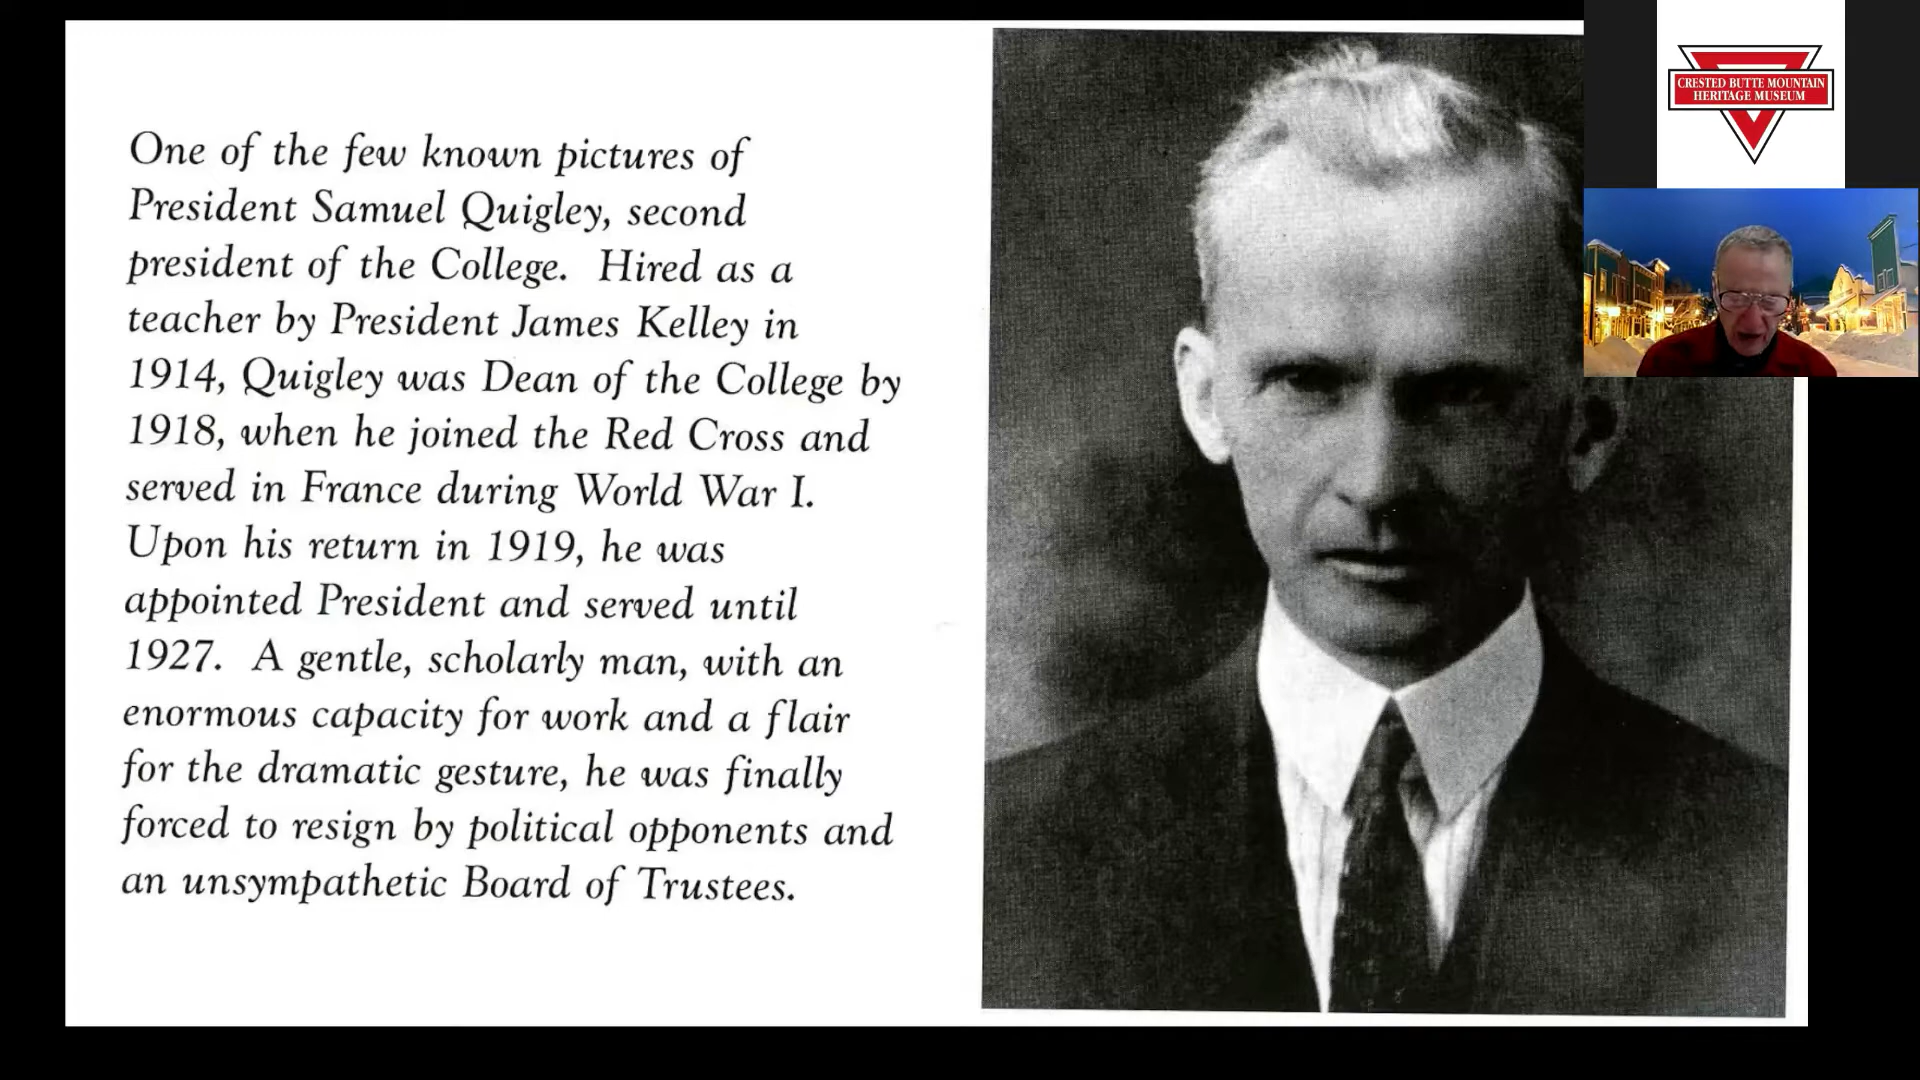 One of the few known pictures of
President Samuel Quigley, second
president of the College. Hired as a
teacher by President James Kelley in
1914, Quigley was Dean of the College by
1918, when he joined the Red Cross and
served in France during World War I.
Upon his return in 1919, he was
appointed President and served until
1927. A gentle, scholarly man, with an
enormous capacity for work and a flair
for the dramatic gesture, he was finally
forced to resign by political opponents and
an unsympathetic Board of Trustees.
CRESTED BUTTE MOUNTAIN
HERITAGE MUSEUM